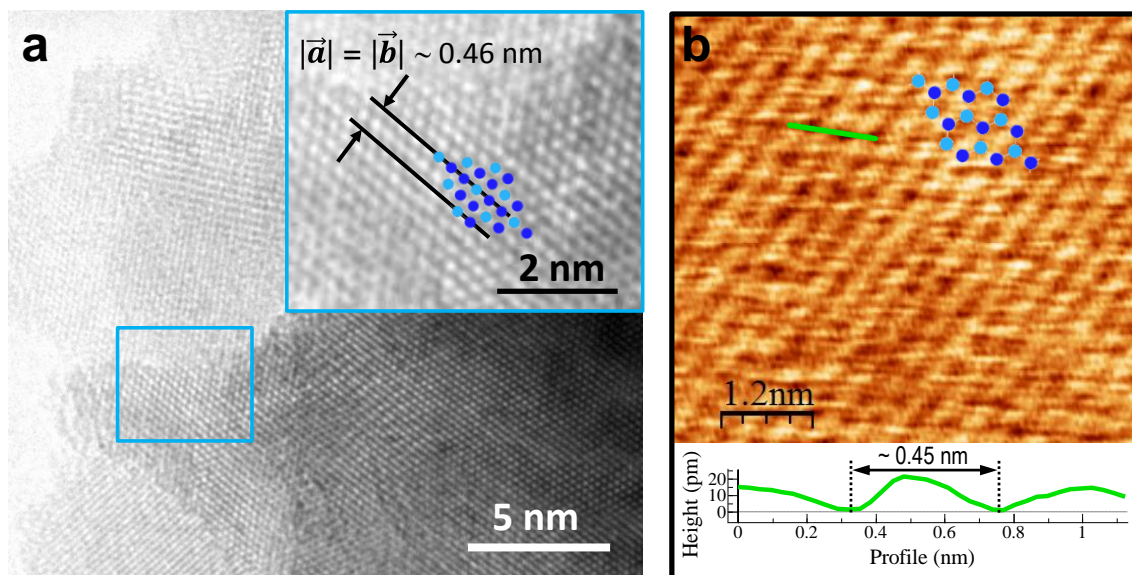 a
|a⃗| = |b⃗| ~ 0.46 nm
2 nm
5 nm
b
1.2nm
~ 0.45 nm
Height (pm)
20
10
0
0 0.2 0.4 0.6 0.8 1
Profile (nm)